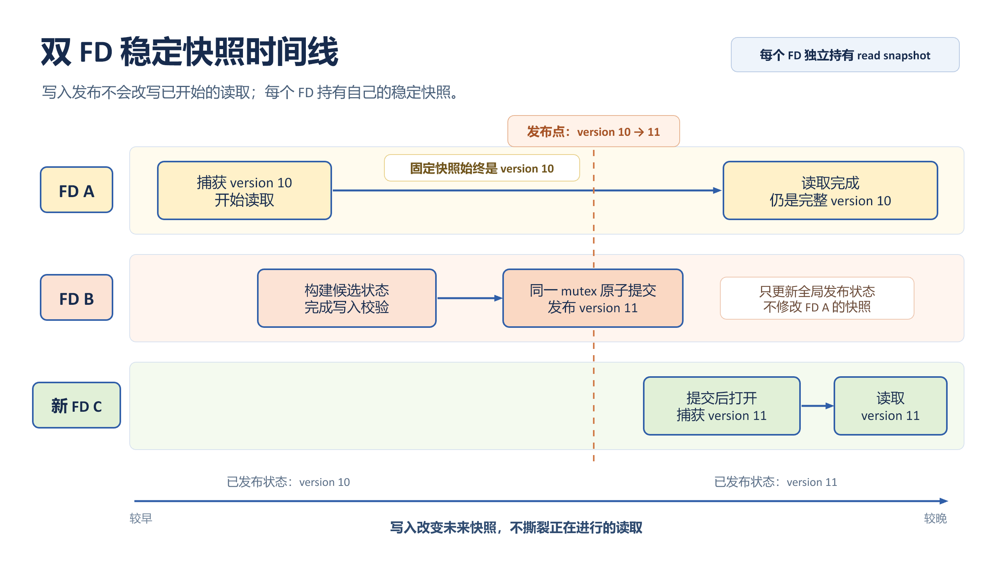 双 FD 稳定快照时间线
每个 FD 独立持有 read snapshot
写入发布不会改写已开始的读取；每个 FD 持有自己的稳定快照。
发布点：version 10 → 11
FD A
捕获 version 10
开始读取
固定快照始终是 version 10
读取完成
仍是完整 version 10
FD B
构建候选状态
完成写入校验
同一 mutex 原子提交
发布 version 11
只更新全局发布状态
不修改 FD A 的快照
新 FD C
提交后打开
捕获 version 11
读取
version 11
已发布状态：version 10
已发布状态：version 11
较早
较晚
写入改变未来快照，不撕裂正在进行的读取